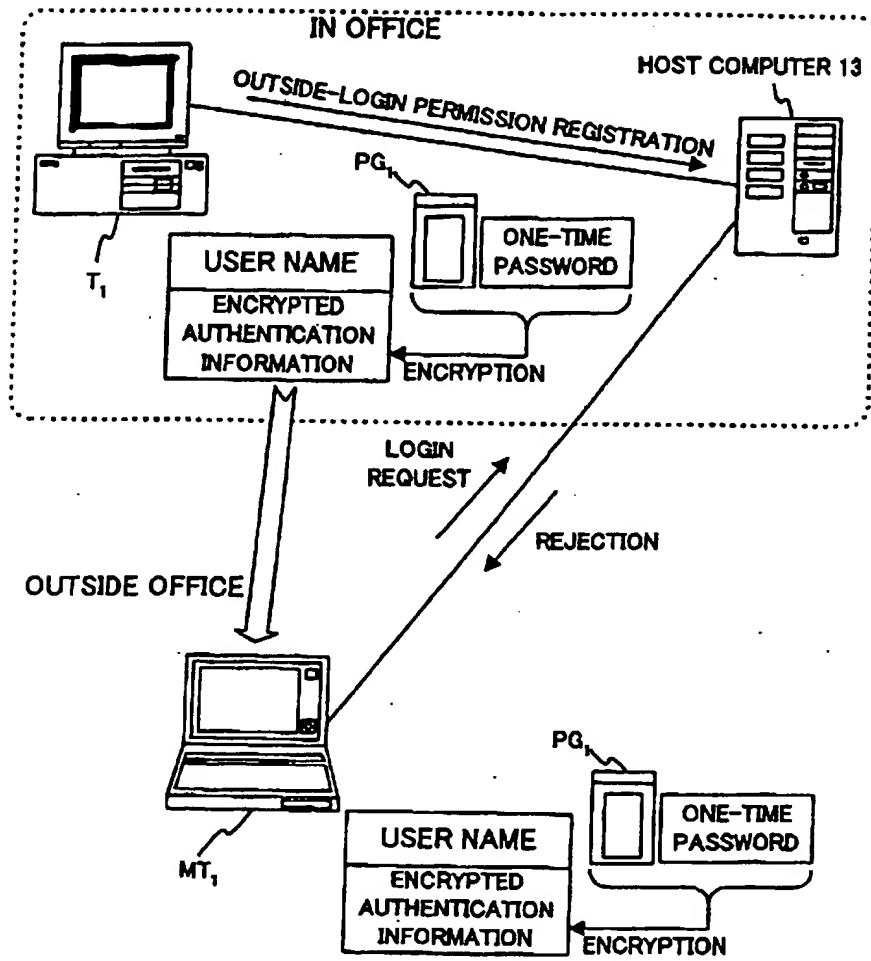 IN OFFICE
HOST COMPUTER 13
OUTSIDE-LOGIN PERMISSION REGISTRATION
PG1
ONE-TIME
PASSWORD
T1
USER NAME
ENCRYPTED
AUTHENTICATION
INFORMATION
ENCRYPTION
LOGIN
REQUEST
REJECTION
OUTSIDE OFFICE
PG1
ONE-TIME
PASSWORD
MT1
USER NAME
ENCRYPTED
AUTHENTICATION
INFORMATION
ENCRYPTION